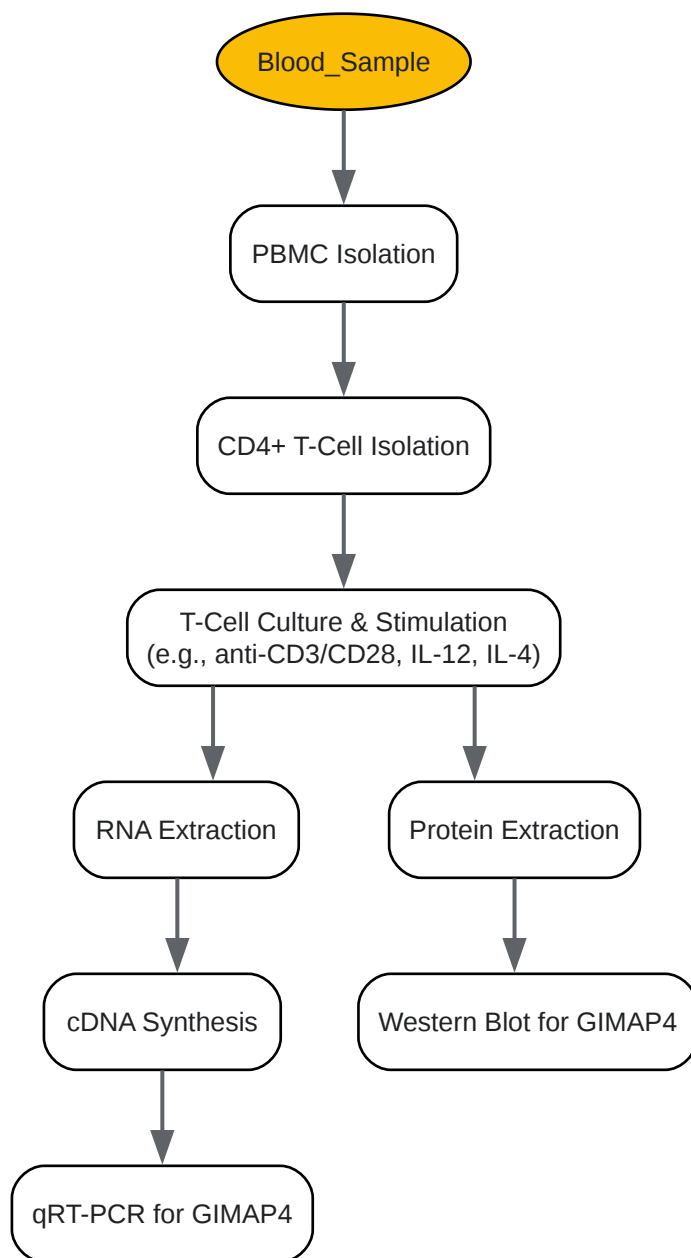 Blood_Sample
PBMC Isolation
CD4+ T-Cell Isolation
T-Cell Culture & Stimulation
(e.g., anti-CD3/CD28, IL-12, IL-4)
RNA Extraction
Protein Extraction
cDNA Synthesis
Western Blot for GIMAP4
qRT-PCR for GIMAP4